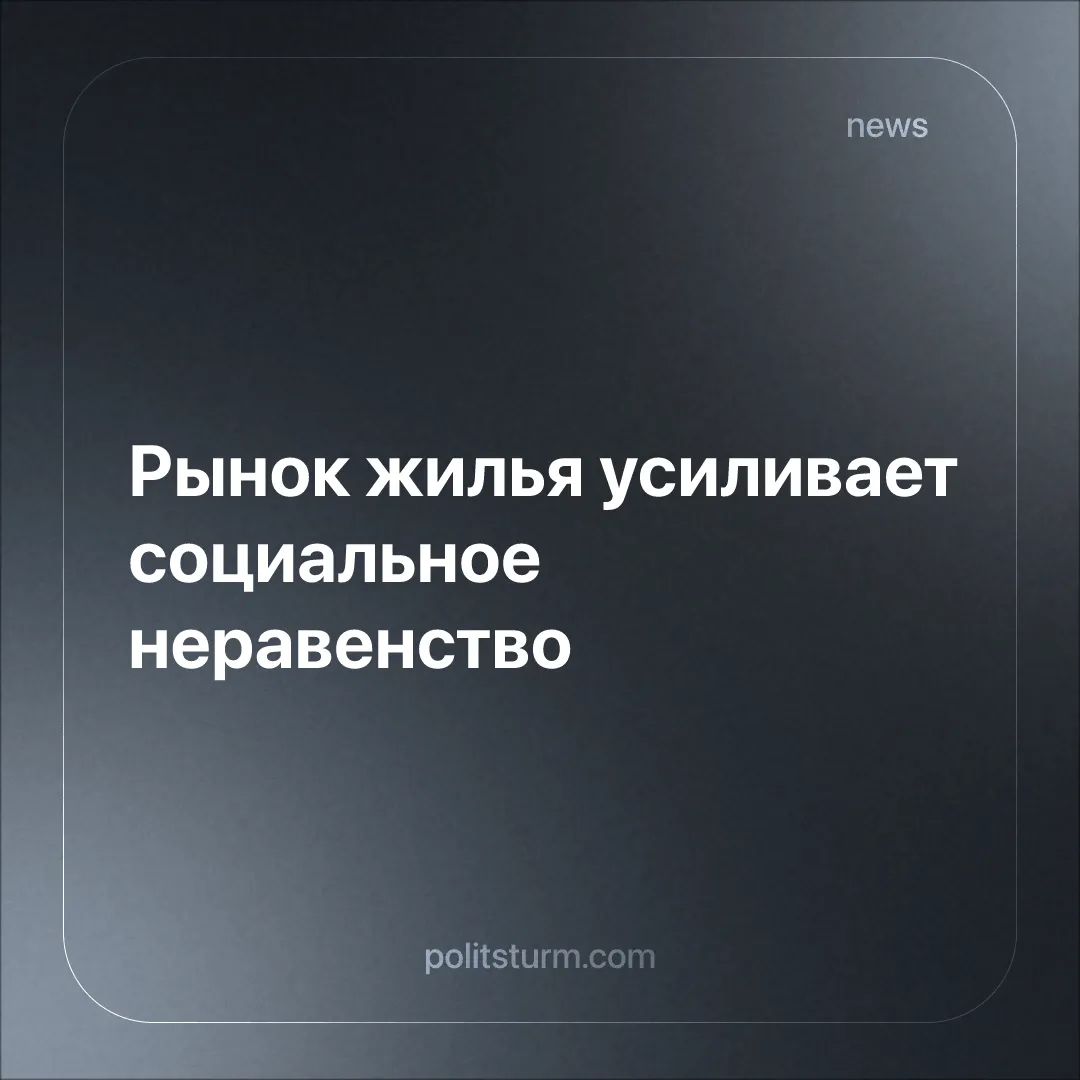 news
Рынок жилья усиливает
социальное
неравенство
politsturm.com